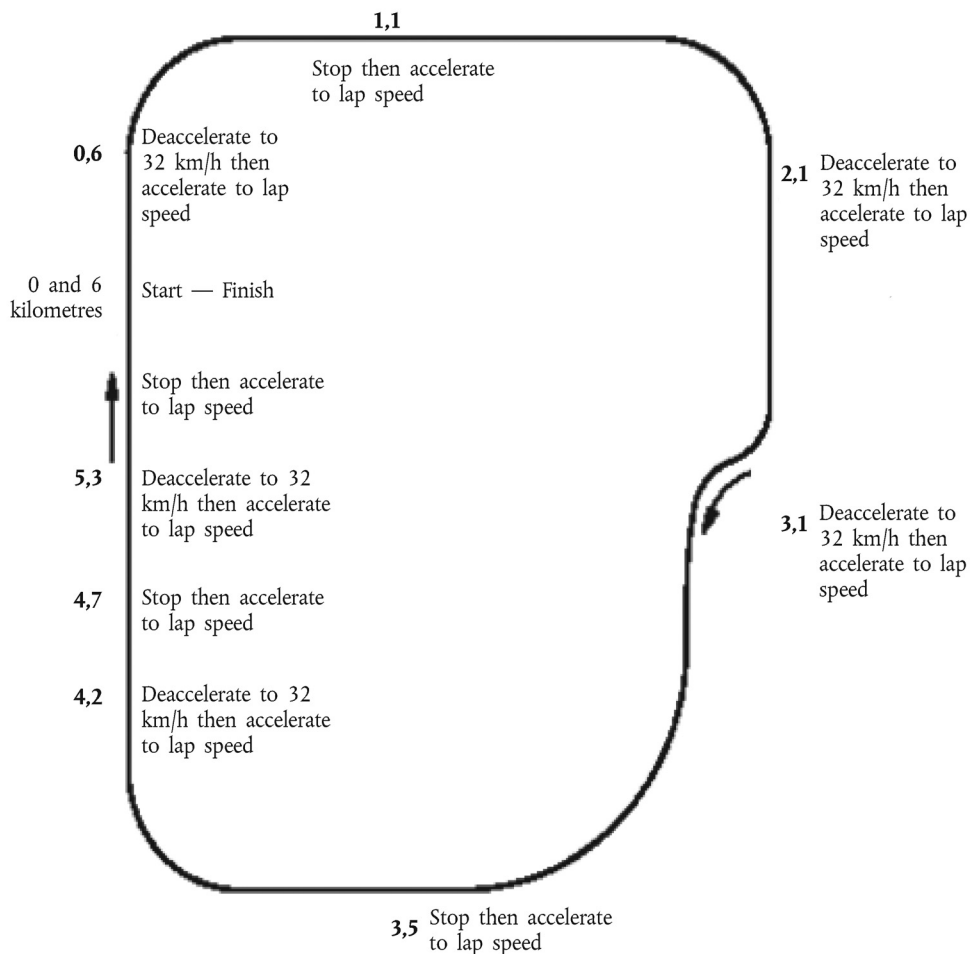 1,1
Stop then accelerate
to lap speed
0,6
Deaccelerate to
32 km/h then
accelerate to lap
speed
2,1
Deaccelerate to
32 km/h then
accelerate to lap
speed
0 and 6
kilometres
Start — Finish
Stop then accelerate
to lap speed
5,3
Deaccelerate to 32
km/h then accelerate
to lap speed
3,1
Deaccelerate to
32 km/h then
accelerate to lap
speed
4,7
Stop then accelerate
to lap speed
4,2
Deaccelerate to 32
km/h then accelerate
to lap speed
3,5
Stop then accelerate
to lap speed